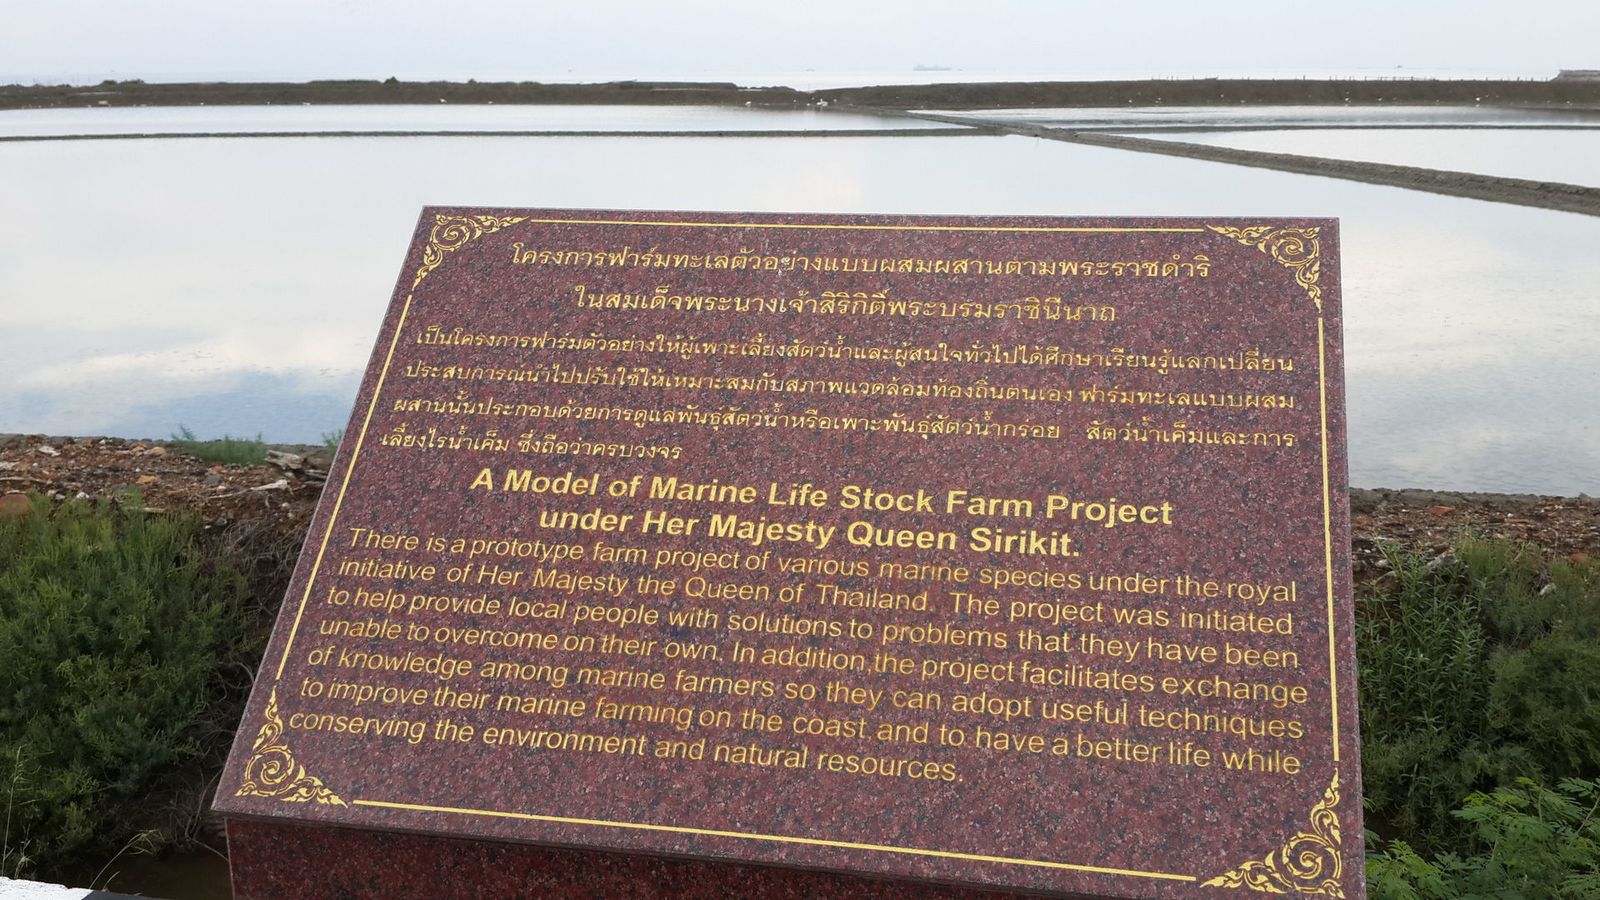 โครงการฟาร์มทะเลตัวอย่างแบบผสมผสานตามพระราชดำริ
ในสมเด็จพระนางเจ้าสิริกิติ์พระบรมราชินีนาถ
เป็นโครงการฟาร์มตัวอย่างให้ผู้เพาะเลี้ยงสัตว์น้ำและผู้สนใจทั่วไปได้ศึกษาเรียนรู้แลกเปลี่ยน
ประสบการณ์นำไปปรับใช้ให้เหมาะสมกับสภาพแวดล้อมท้องถิ่นตนเอง ฟาร์มทะเลแบบผสม
ผสานนั้นประกอบด้วยการดูแลพันธุ์สัตว์น้ำหรือเพาะพันธุ์สัตว์น้ำกร่อย สัตว์น้ำเค็มและการ
เลี้ยงไรน้ำเค็ม ซึ่งถือว่าครบวงจร
A Model of Marine Life Stock Farm Project
under Her Majesty Queen Sirikit.
There is a prototype farm project of various marine species under the royal
initiative of Her Majesty the Queen of Thailand. The project was initiated
to help provide local people with solutions to problems that they have been
unable to overcome on their own. In addition,the project facilitates exchange
of knowledge among marine farmers so they can adopt useful techniques
to improve their marine farming on the coast and to have a better life while
conserving the environment and natural resources.